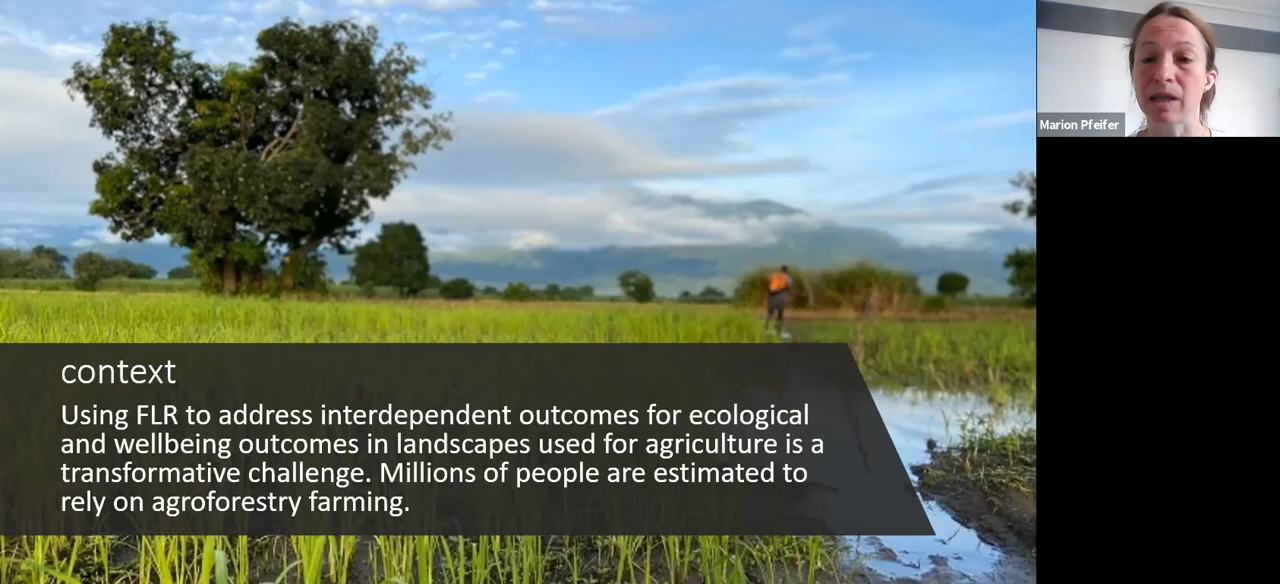 context
Using FLR to address interdependent outcomes for ecological
and wellbeing outcomes in landscapes used for agriculture is a
transformative challenge. Millions of people are estimated to
rely on agroforestry farming.
Marion Pfeifer